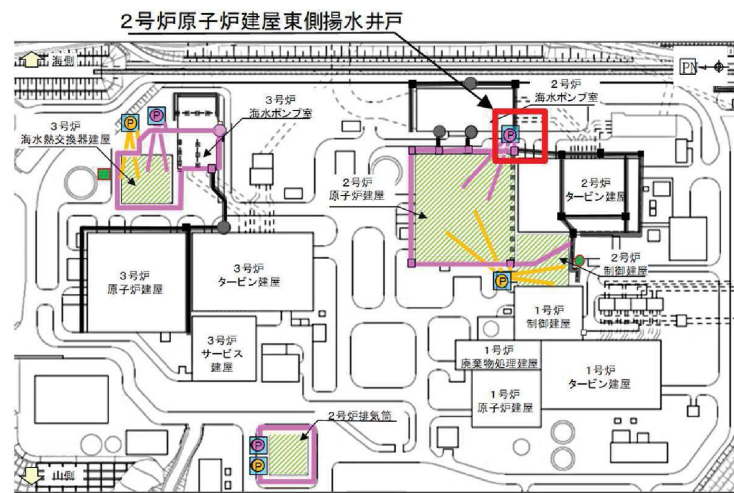 2号炉原子炉建屋東側揚水井戸
海側
PN
3号炉
海水熱交換器建屋
P
P
3号炉
海水ポンプ室
2号炉
海水ポンプ室
P
2号炉
原子炉建屋
2号炉
タービン建屋
2号炉
制御建屋
P
3号炉
原子炉建屋
3号炉
タービン建屋
3号炉
サービス
建屋
1号炉
制御建屋
1号炉
廃棄物処理建屋
1号炉
原子炉建屋
1号炉
タービン建屋
2号炉排気筒
P
P
山側